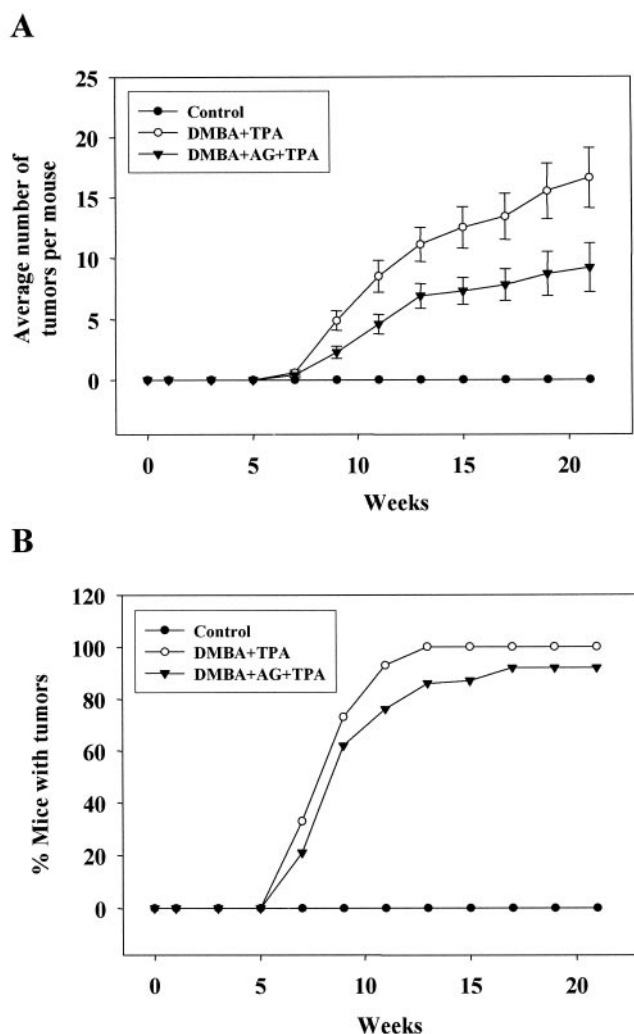 A
25
20
15
10
5
0
Average number of
tumors per mouse
Control
DMBA+TPA
DMBA+AG+TPA
0 5 10 15 20
Weeks
B
120
100
80
60
40
20
0
% Mice with tumors
Control
DMBA+TPA
DMBA+AG+TPA
0 5 10 15 20
Weeks